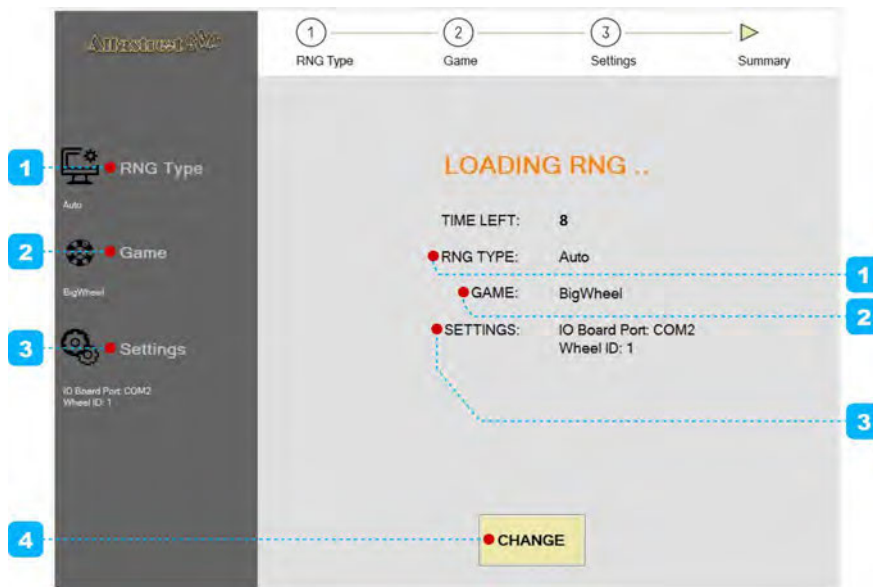 Alfastreet
1 2 3
RNG Type Game Settings Summary
1 RNG Type
Auto
2 Game
BigWheel
3 Settings
IO Board Port: COM2
Wheel ID: 1
LOADING RNG ..
TIME LEFT: 8
RNG TYPE: Auto
1
GAME: BigWheel
2
SETTINGS: IO Board Port: COM2
Wheel ID: 1
3
4 CHANGE